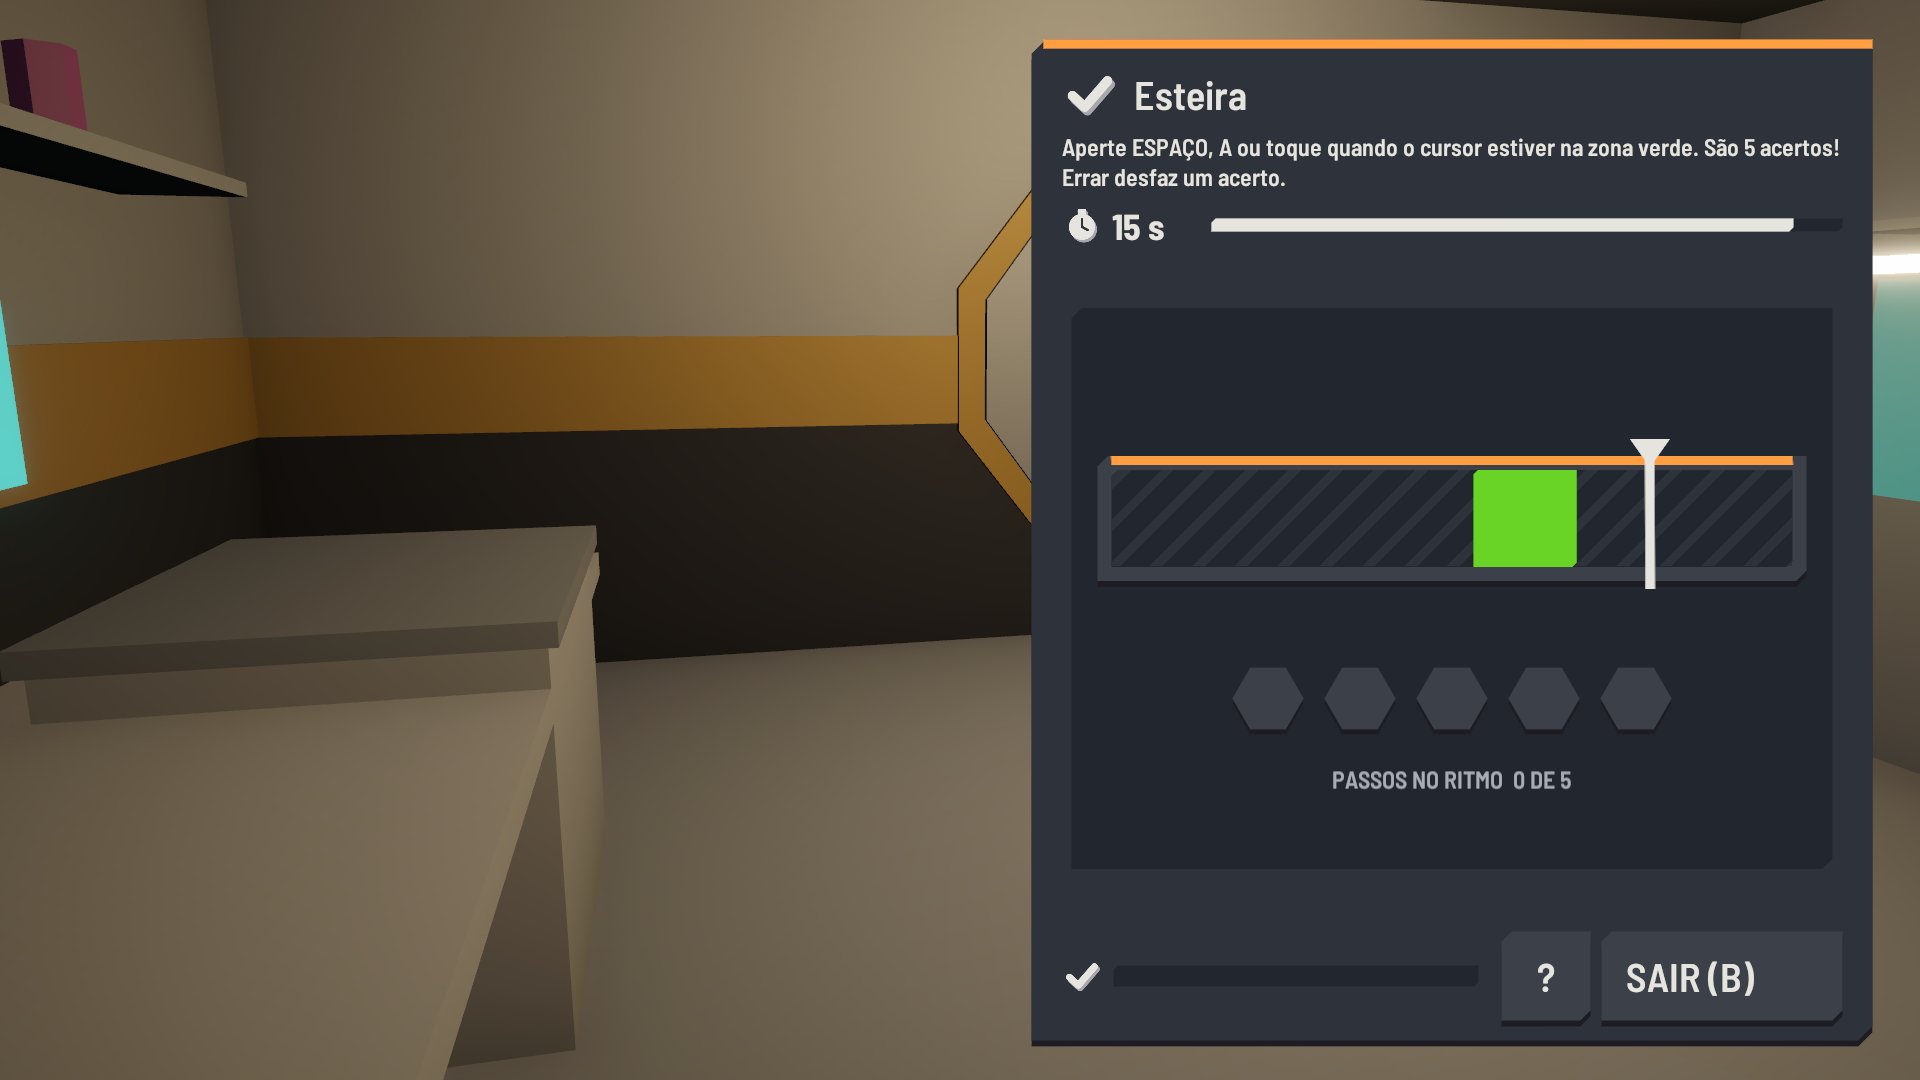 Esteira
Aperte ESPAÇO, A ou toque quando o cursor estiver na zona verde. São 5 acertos!
Errar desfaz um acerto.
15 s
PASSOS NO RITMO 0 DE 5
?
SAIR (B)